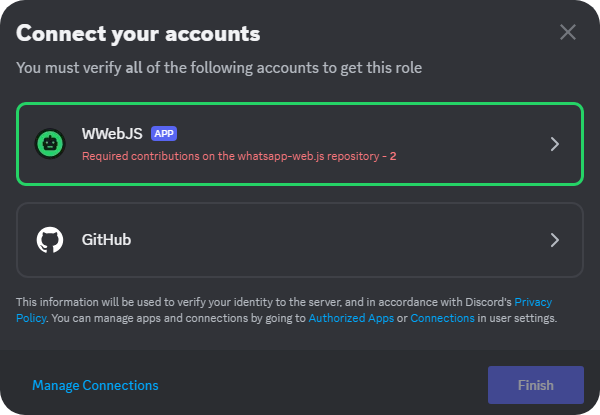 Connect your accounts
You must verify all of the following accounts to get this role
WWebJS APP
Required contributions on the whatsapp-web.js repository - 2
GitHub
This information will be used to verify your identity to the server, and in accordance with Discord's Privacy
Policy. You can manage apps and connections by going to Authorized Apps or Connections in user settings.
Manage Connections
Finish